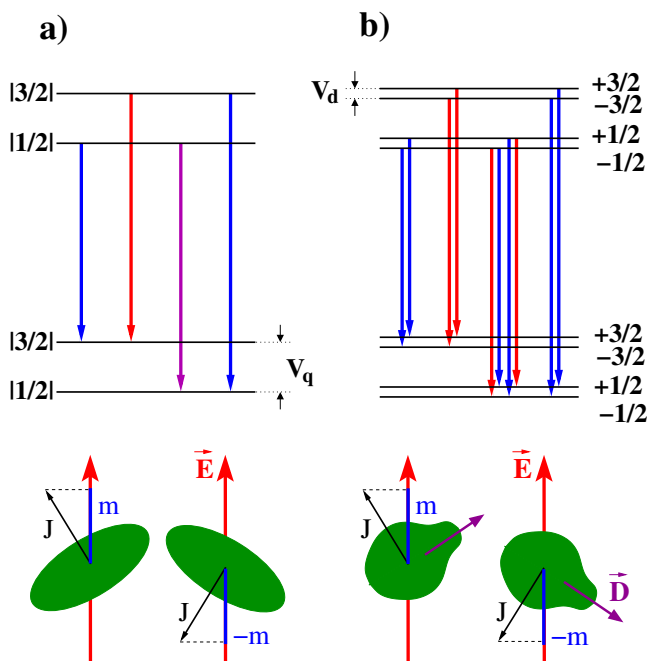 a)
|3/2|
|1/2|
|3/2|
|1/2|
V_q
b)
V_d
+3/2
−3/2
+1/2
−1/2
+3/2
−3/2
+1/2
−1/2
E⃗
m
J
J
−m
E⃗
m
J
D⃗
J
−m